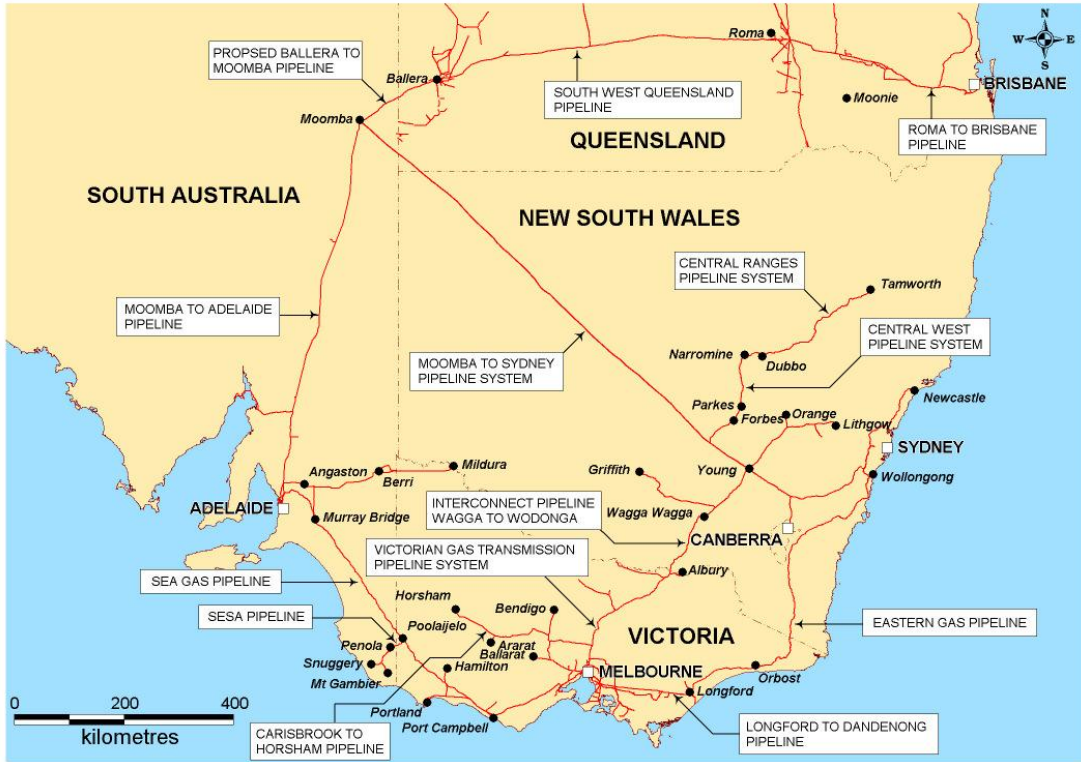 N
W
E
S
Roma
PROPSED BALLERA TO
MOOMBA PIPELINE
Ballera
BRISBANE
SOUTH WEST QUEENSLAND
PIPELINE
Moonie
Moomba
QUEENSLAND
ROMA TO BRISBANE
PIPELINE
SOUTH AUSTRALIA
NEW SOUTH WALES
CENTRAL RANGES
PIPELINE SYSTEM
Tamworth
MOOMBA TO ADELAIDE
PIPELINE
CENTRAL WEST
PIPELINE SYSTEM
MOOMBA TO SYDNEY
PIPELINE SYSTEM
Narromine
Dubbo
Newcastle
Parkes
Forbes
Orange
Lithgow
SYDNEY
Angaston
Mildura
Berri
Griffith
Young
Wollongong
ADELAIDE
Murray Bridge
INTERCONNECT PIPELINE
WAGGA TO WODONGA
Wagga Wagga
CANBERRA
VICTORIAN GAS TRANSMISSION
PIPELINE SYSTEM
Albury
SEA GAS PIPELINE
Horsham
Bendigo
SESA PIPELINE
Poolaijelo
VICTORIA
EASTERN GAS PIPELINE
Penola
Ararat
Ballarat
Snuggery
Hamilton
MELBOURNE
Orbost
Mt Gambier
Longford
Portland
Port Campbell
0
200
400
kilometres
CARISBROOK TO
HORSHAM PIPELINE
LONGFORD TO DANDENONG
PIPELINE